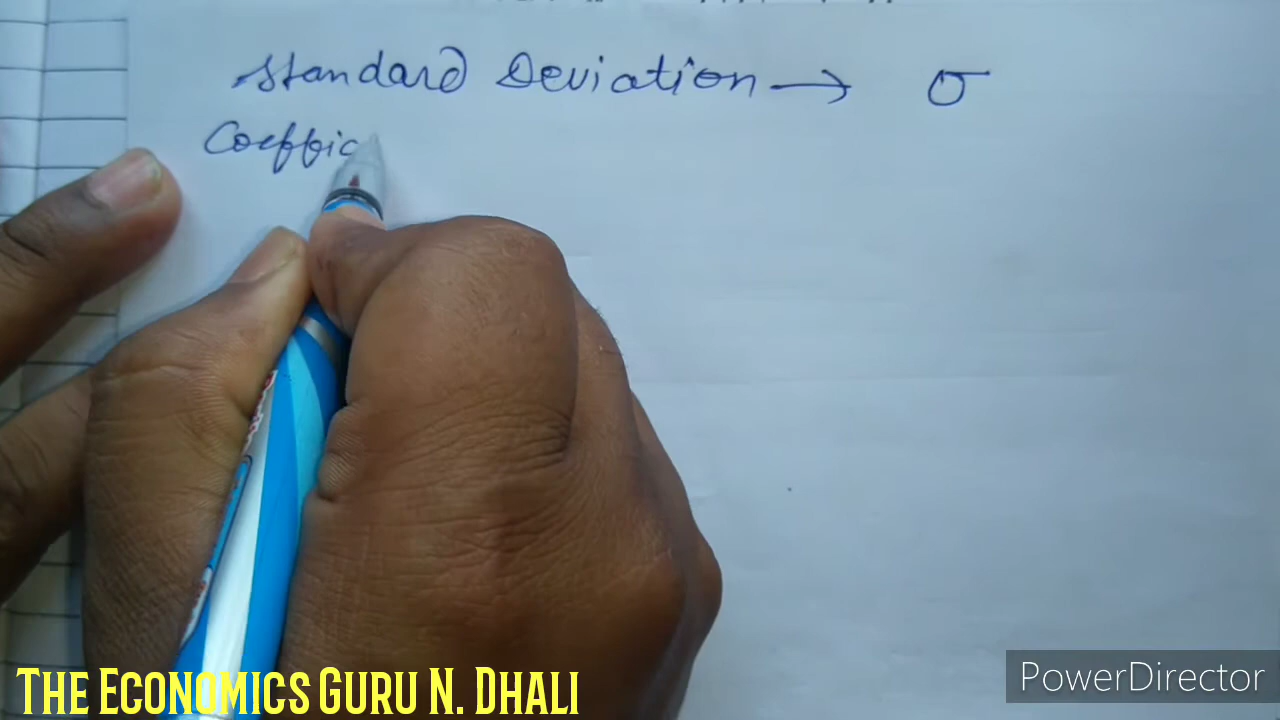 Standard Deviation → σ
Coeffic
The Economics Guru N. Dhali
PowerDirector